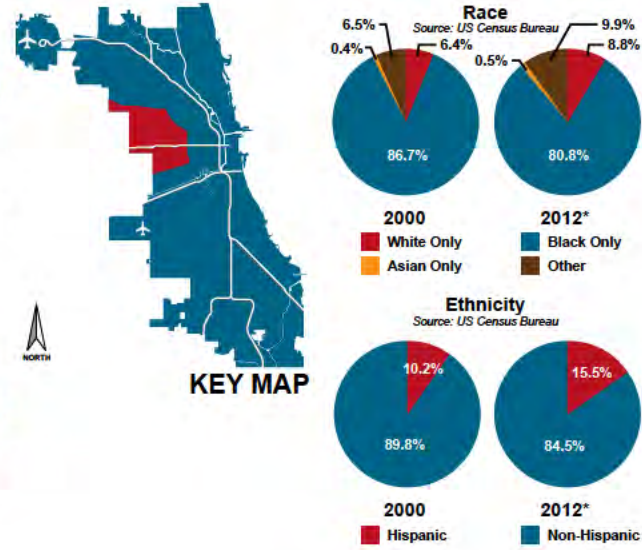 NORTH
KEY MAP
Race
Source: US Census Bureau
6.5%
0.4%
6.4%
86.7%
9.9%
0.5%
8.8%
80.8%
2000
2012*
White Only
Black Only
Asian Only
Other
Ethnicity
Source: US Census Bureau
10.2%
89.8%
15.5%
84.5%
2000
2012*
Hispanic
Non-Hispanic